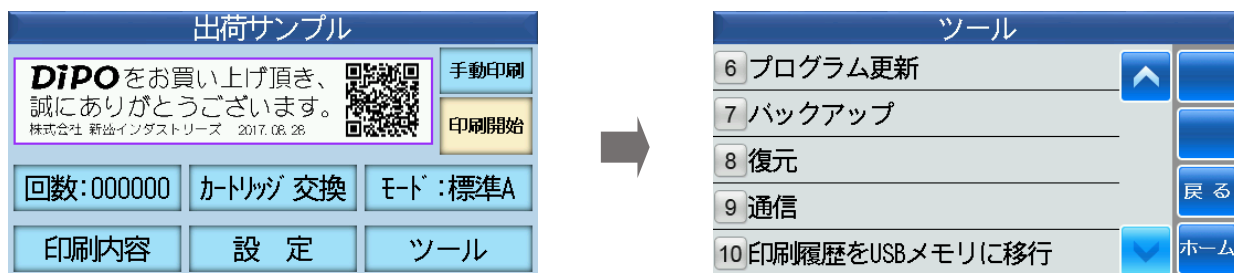 出荷サンプル
DiPOをお買い上げ頂き、
誠にありがとうございます。
株式会社 新盛インダストリーズ 2017.08.28
手動印刷
印刷開始
回数:000000
ｶｰﾄﾘｯｼﾞ 交換
ﾓｰﾄﾞ:標準A
印刷内容
設 定
ツール
ツール
6 プログラム更新
7 バックアップ
8 復元
9 通信
10 印刷履歴をUSBメモリに移行
戻 る
ホーム